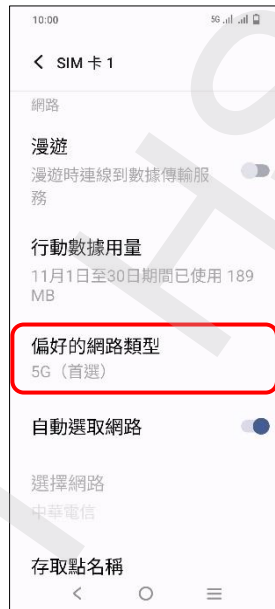 10:00
5G
SIM 卡 1
網路
漫遊
漫遊時連線到數據傳輸服
務
行動數據用量
11月1日至30日期間已使用 189
MB
偏好的網路類型
5G（首選）
自動選取網路
選擇網路
中華電信
存取點名稱